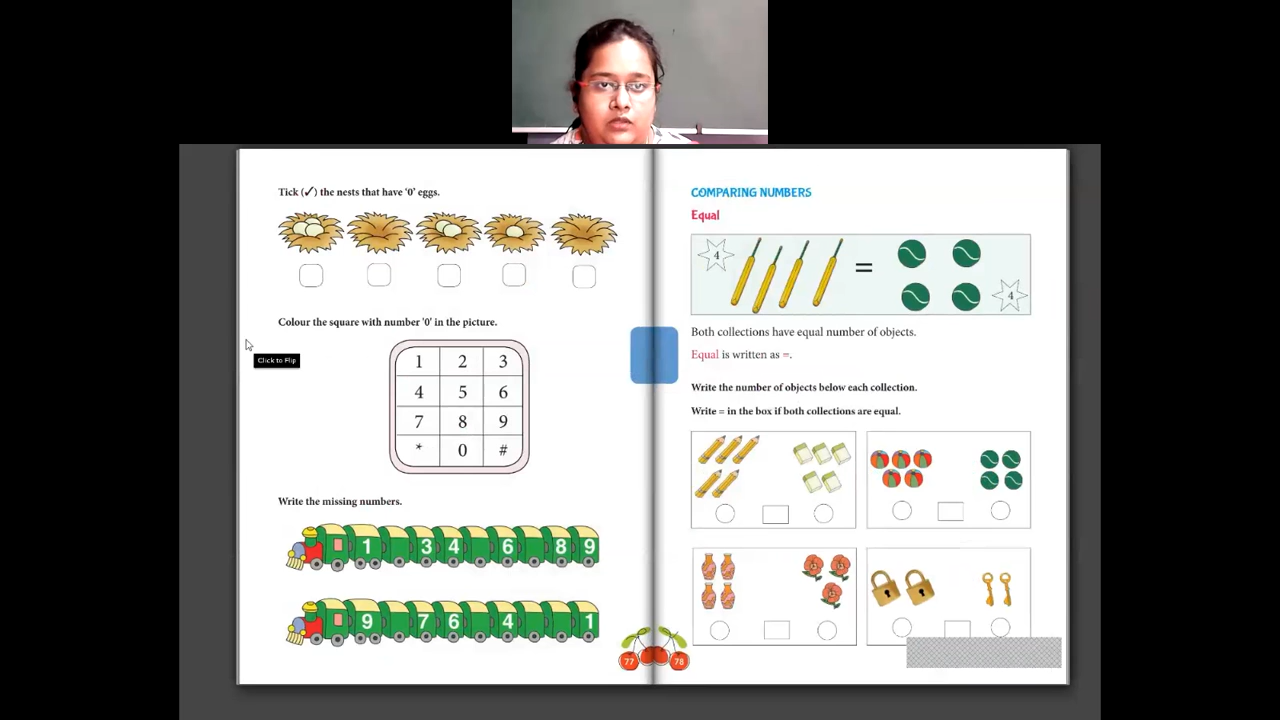 Tick (✓) the nests that have '0' eggs.
Colour the square with number '0' in the picture.
Click to Flip
1 2 3
4 5 6
7 8 9
* 0 #
Write the missing numbers.
1 3 4 6 8 9
9 7 6 4 1
77
COMPARING NUMBERS
Equal
4 = 4
Both collections have equal number of objects.
Equal is written as =.
Write the number of objects below each collection.
Write = in the box if both collections are equal.
78